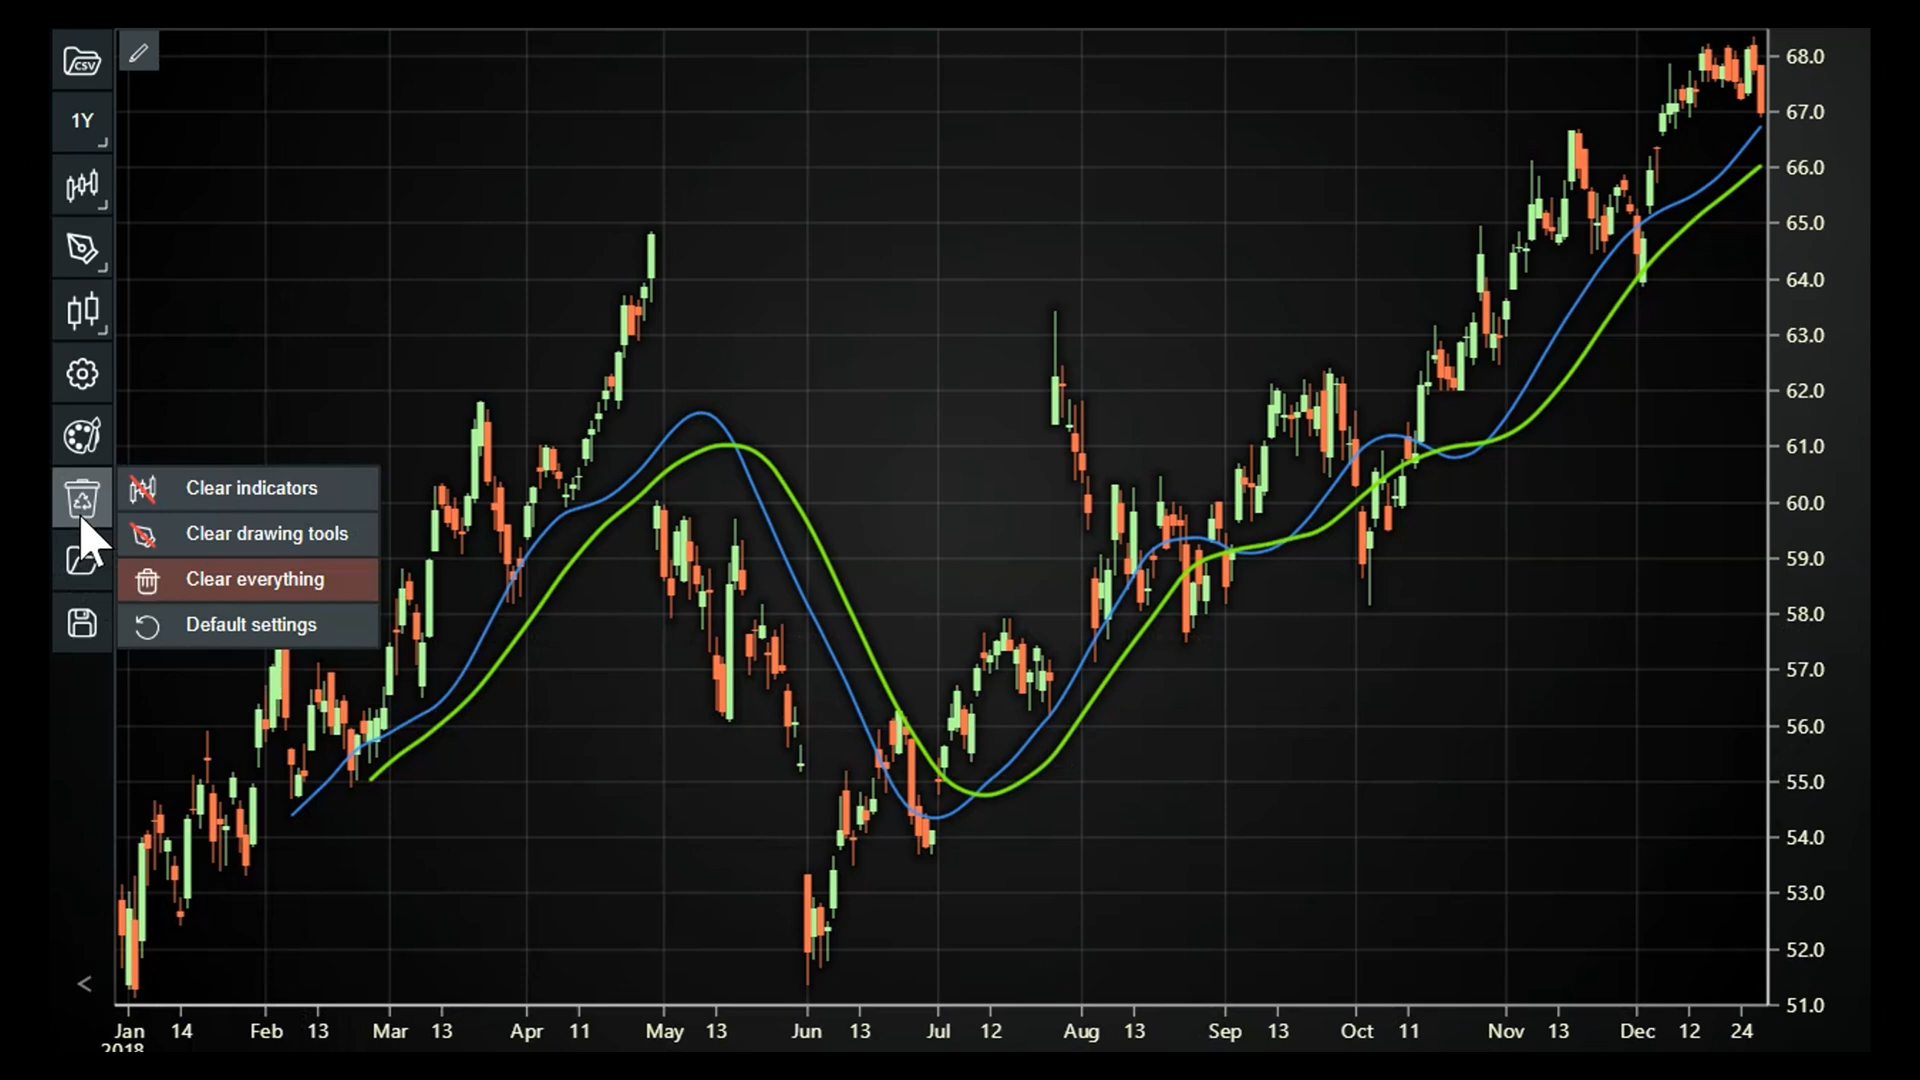 CSV
1Y
Clear indicators
Clear drawing tools
Clear everything
Default settings
<
68.0
67.0
66.0
65.0
64.0
63.0
62.0
61.0
60.0
59.0
58.0
57.0
56.0
55.0
54.0
53.0
52.0
51.0
Jan 14 Feb 13 Mar 13 Apr 11 May 13 Jun 13 Jul 12 Aug 13 Sep 13 Oct 11 Nov 13 Dec 12 24
2018